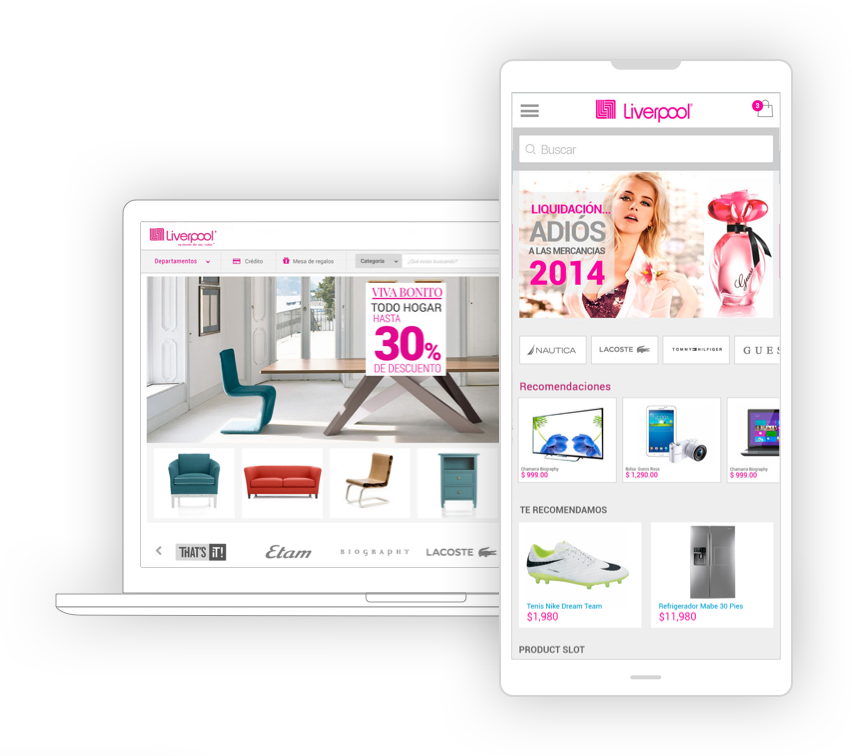 Liverpool
Departamentos
Crédito
Mesa de regalos
Categoría
¿Qué estás buscando?
VIVA BONITO
TODO HOGAR
HASTA
30%
DE DESCUENTO
THAT'S it!
Etam
BIOGRAPHY
LACOSTE
Liverpool
3
Buscar
LIQUIDACIÓN...
ADIÓS
A LAS MERCANCIAS
2014
NAUTICA
LACOSTE
TOMMY HILFIGER
GUES
Recomendaciones
Chamarra Biography
$ 999.00
Bolsa Guess Rosa
$ 1,290.00
Chamarra Biography
$ 999.00
TE RECOMENDAMOS
Tenis Nike Dream Team
$1,980
Refrigerador Mabe 30 Pies
$11,980
PRODUCT SLOT